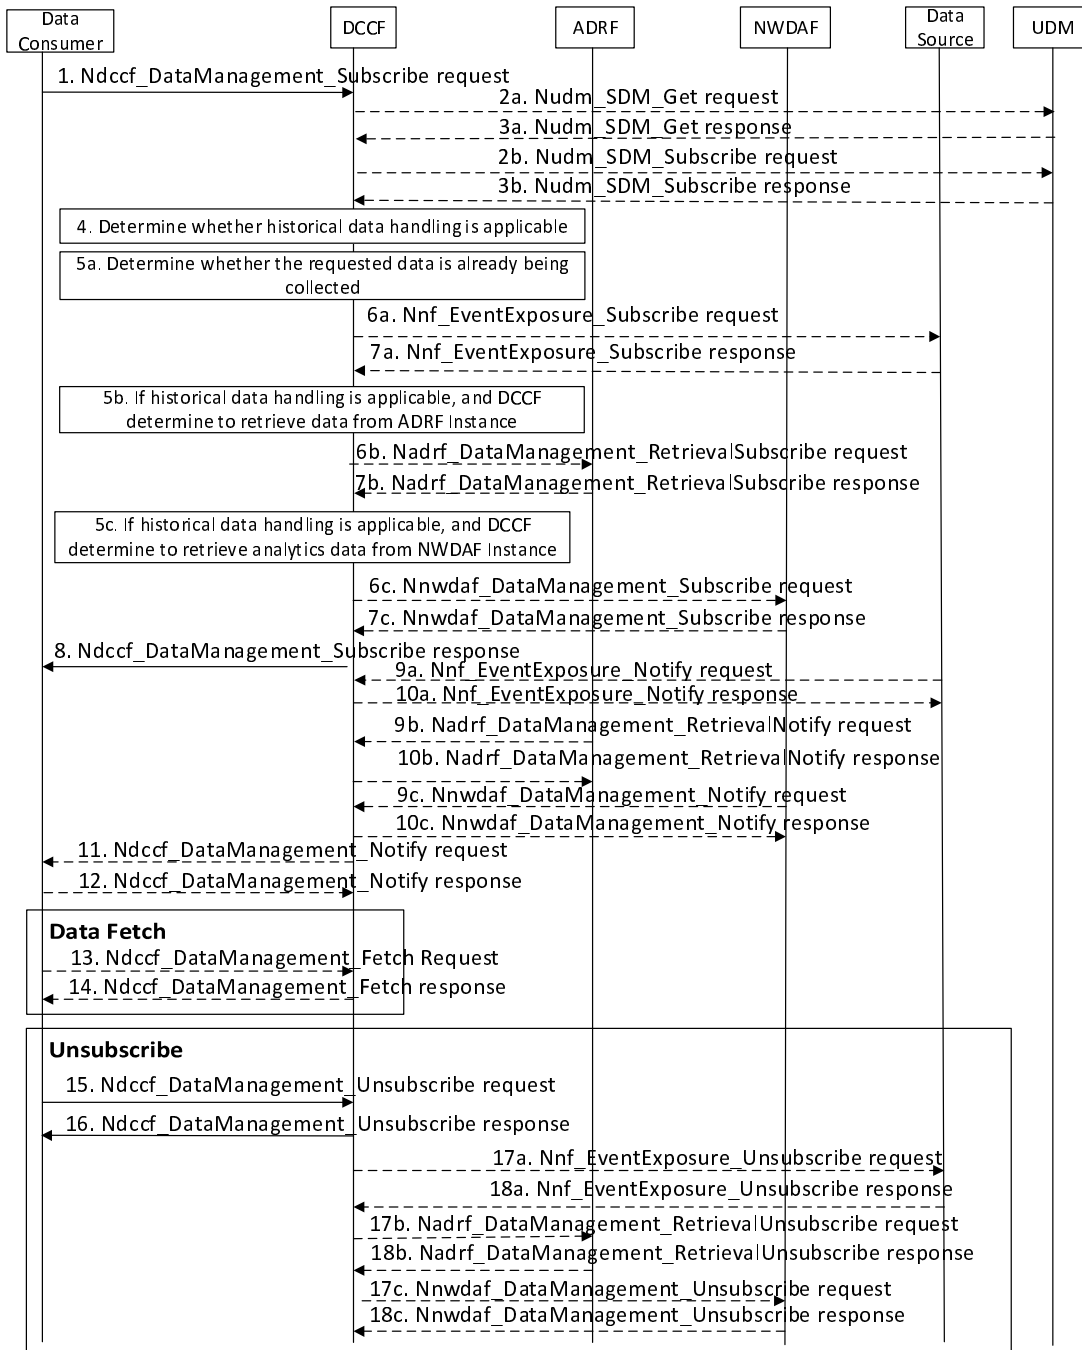 Data
Consumer
DCCF
ADRF
NWDAF
Data
Source
UDM
1. Ndccf_DataManagement_Subscribe request
2a. Nudm_SDM_Get request
3a. Nudm_SDM_Get response
2b. Nudm_SDM_Subscribe request
3b. Nudm_SDM_Subscribe response
4. Determine whether historical data handling is applicable
5a. Determine whether the requested data is already being
collected
6a. Nnf_EventExposure_Subscribe request
7a. Nnf_EventExposure_Subscribe response
5b. If historical data handling is applicable, and DCCF
determine to retrieve data from ADRF Instance
6b. Nadrf_DataManagement_RetrievalSubscribe request
7b. Nadrf_DataManagement_RetrievalSubscribe response
5c. If historical data handling is applicable, and DCCF
determine to retrieve analytics data from NWDAF Instance
6c. Nnwdaf_DataManagement_Subscribe request
7c. Nnwdaf_DataManagement_Subscribe response
8. Ndccf_DataManagement_Subscribe response
9a. Nnf_EventExposure_Notify request
10a. Nnf_EventExposure_Notify response
9b. Nadrf_DataManagement_RetrievalNotify request
10b. Nadrf_DataManagement_RetrievalNotify response
9c. Nnwdaf_DataManagement_Notify request
10c. Nnwdaf_DataManagement_Notify response
11. Ndccf_DataManagement_Notify request
12. Ndccf_DataManagement_Notify response
Data Fetch
13. Ndccf_DataManagement_Fetch Request
14. Ndccf_DataManagement_Fetch response
Unsubscribe
15. Ndccf_DataManagement_Unsubscribe request
16. Ndccf_DataManagement_Unsubscribe response
17a. Nnf_EventExposure_Unsubscribe request
18a. Nnf_EventExposure_Unsubscribe response
17b. Nadrf_DataManagement_RetrievalUnsubscribe request
18b. Nadrf_DataManagement_RetrievalUnsubscribe response
17c. Nnwdaf_DataManagement_Unsubscribe request
18c. Nnwdaf_DataManagement_Unsubscribe response